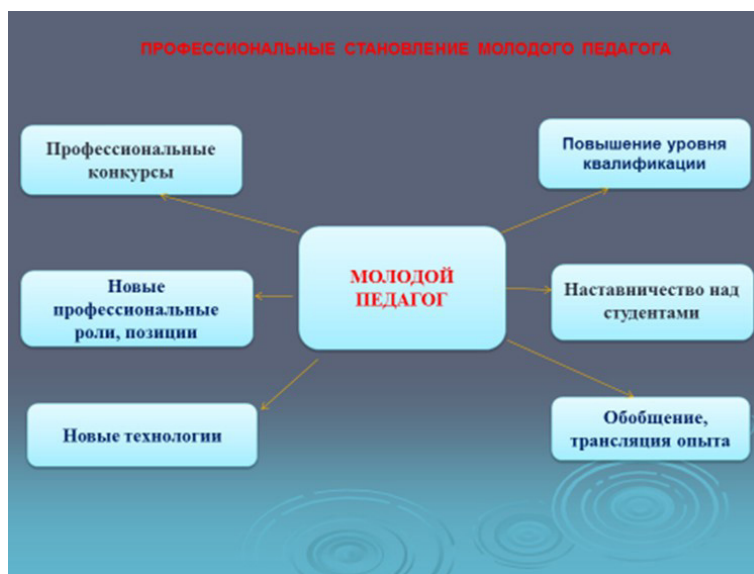 ПРОФЕССИОНАЛЬНЫЕ СТАНОВЛЕНИЕ МОЛОДОГО ПЕДАГОГА
Профессиональные
конкурсы
Повышение уровня
квалификации
МОЛОДОЙ
ПЕДАГОГ
Новые
профессиональные
роли, позиции
Наставничество над
студентами
Новые технологии
Обобщение,
трансляция опыта